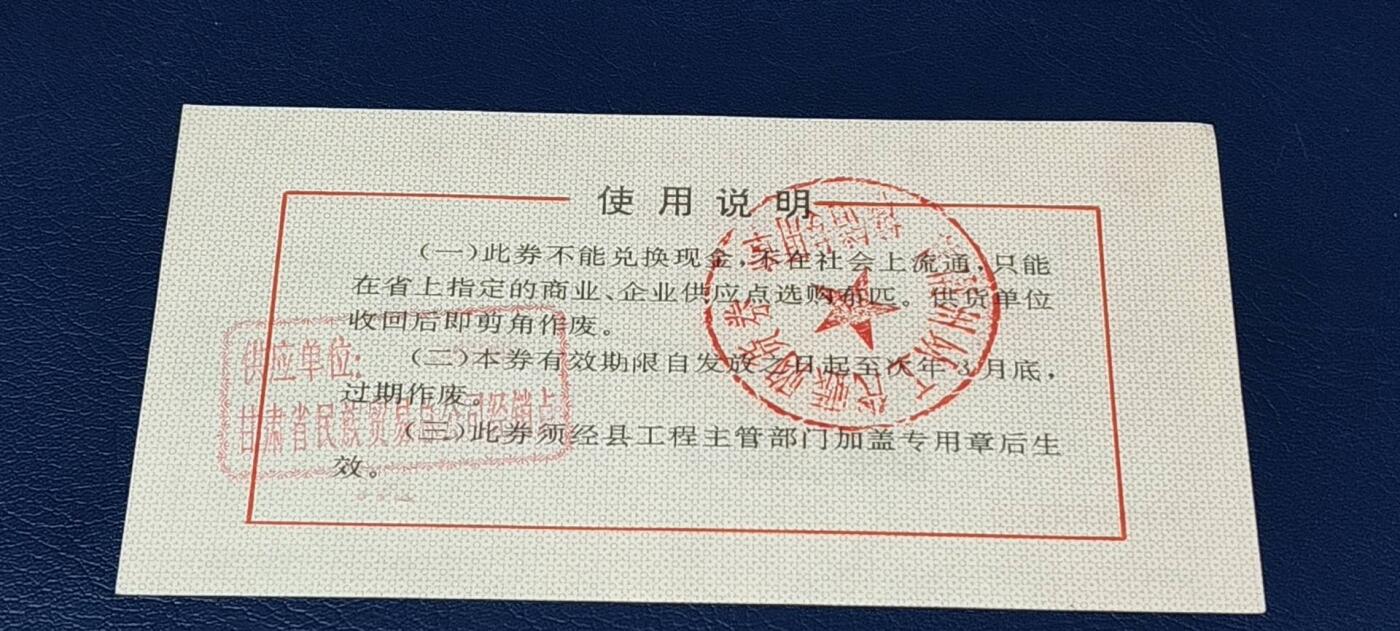 使用说明
(一)此券不能兑换现金,不在社会上流通,只能
在省上指定的商业、企业供应点选购布匹。供货单位
收回后即剪角作废。
(二)本券有效期限自发放之日起至次年3月底,
过期作废。
(三)此券须经县工程主管部门加盖专用章后生
效。
供应单位:
甘肃省民族贸易总公司经销点